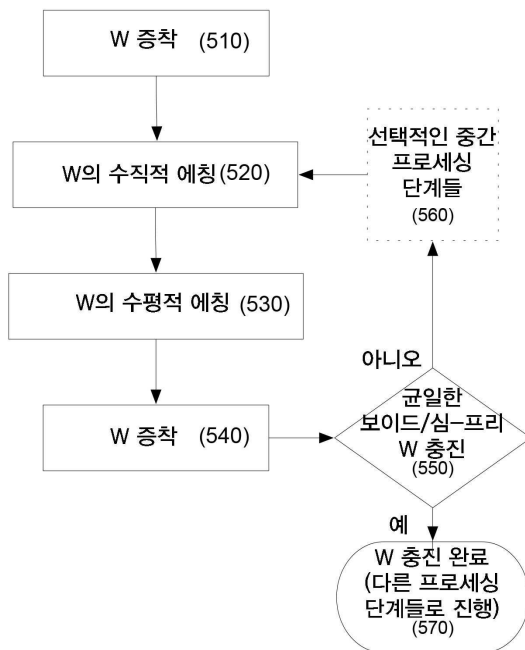 W 증착 (510)
W의 수직적 에칭(520)
W의 수평적 에칭(530)
W 증착 (540)
선택적인 중간
프로세싱
단계들
(560)
아니오
균일한
보이드/심-프리
W 충진
(550)
예
W 충진 완료
(다른 프로세싱
단계들로 진행)
(570)